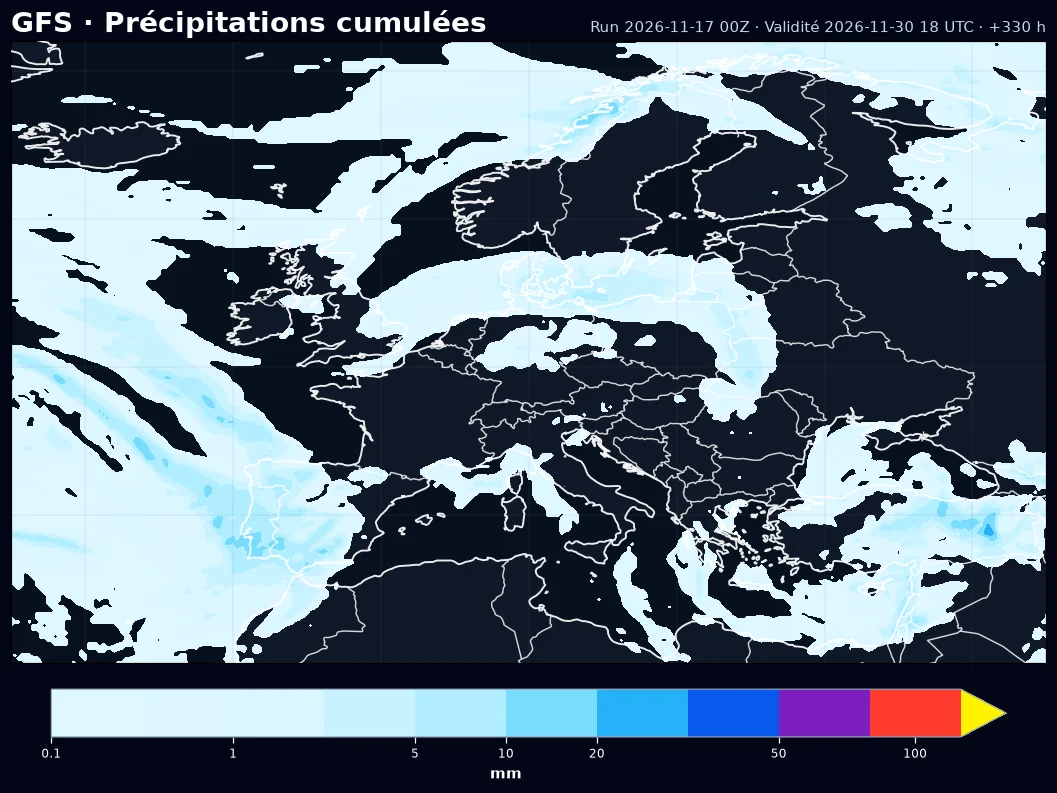 GFS · Précipitations cumulées
Run 2026-11-17 00Z · Validité 2026-11-30 18 UTC · +330 h
0.1 1 5 10 20 50 100
mm